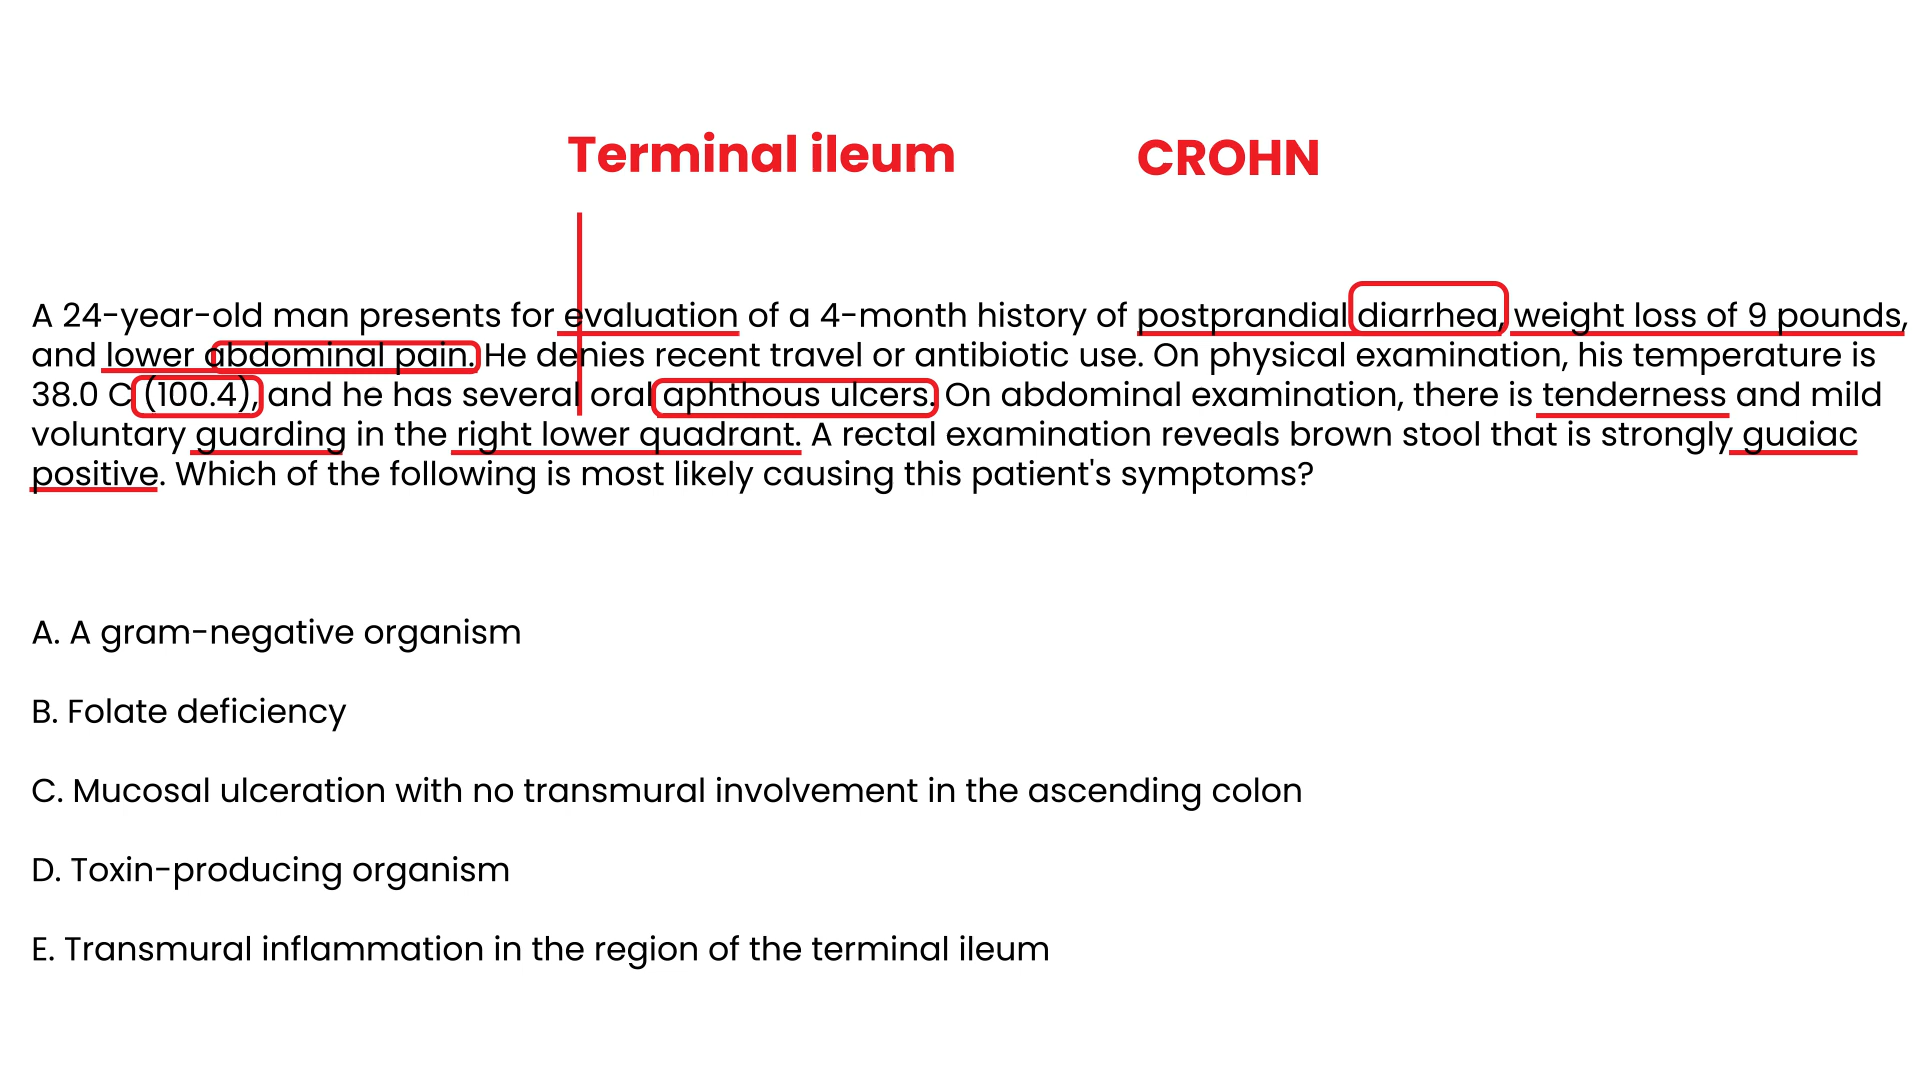 Terminal ileum
CROHN
A 24-year-old man presents for evaluation of a 4-month history of postprandial diarrhea, weight loss of 9 pounds,
and lower abdominal pain. He denies recent travel or antibiotic use. On physical examination, his temperature is
38.0 C (100.4), and he has several oral aphthous ulcers. On abdominal examination, there is tenderness and mild
voluntary guarding in the right lower quadrant. A rectal examination reveals brown stool that is strongly guaiac
positive. Which of the following is most likely causing this patient's symptoms?
A. A gram-negative organism
B. Folate deficiency
C. Mucosal ulceration with no transmural involvement in the ascending colon
D. Toxin-producing organism
E. Transmural inflammation in the region of the terminal ileum